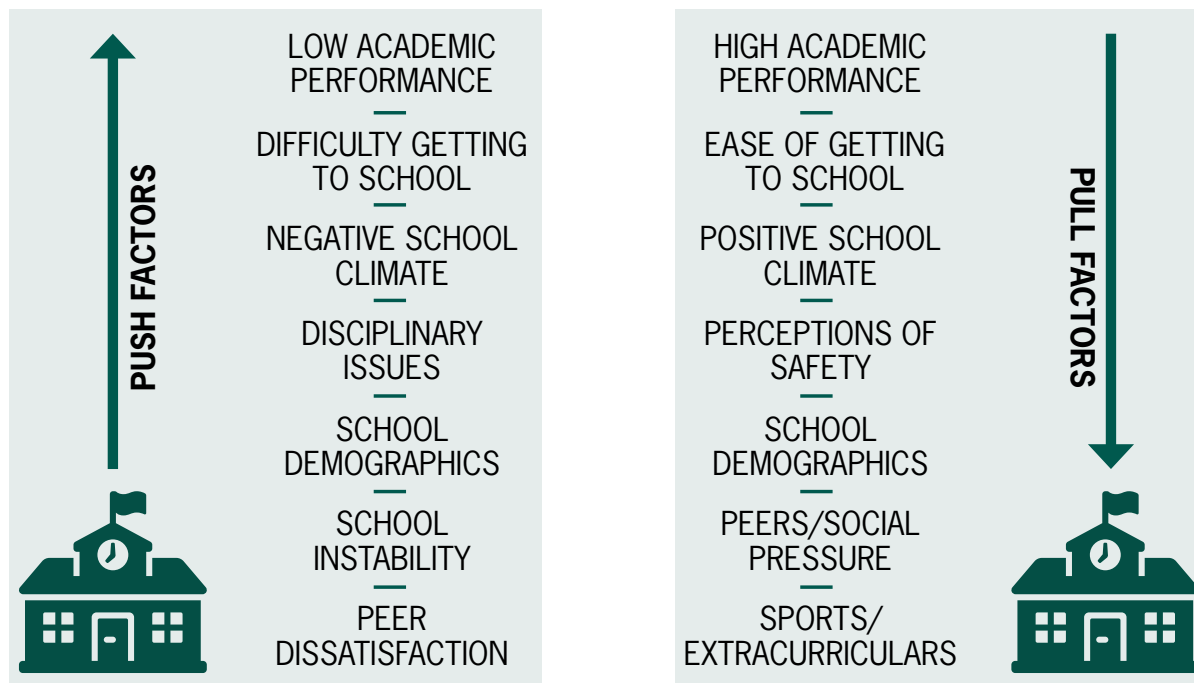 PUSH FACTORS
LOW ACADEMIC
PERFORMANCE
DIFFICULTY GETTING
TO SCHOOL
NEGATIVE SCHOOL
CLIMATE
DISCIPLINARY
ISSUES
SCHOOL
DEMOGRAPHICS
SCHOOL
INSTABILITY
PEER
DISSATISFACTION
HIGH ACADEMIC
PERFORMANCE
EASE OF GETTING
TO SCHOOL
POSITIVE SCHOOL
CLIMATE
PERCEPTIONS OF
SAFETY
SCHOOL
DEMOGRAPHICS
PEERS/SOCIAL
PRESSURE
SPORTS/
EXTRACURRICULARS
PULL FACTORS